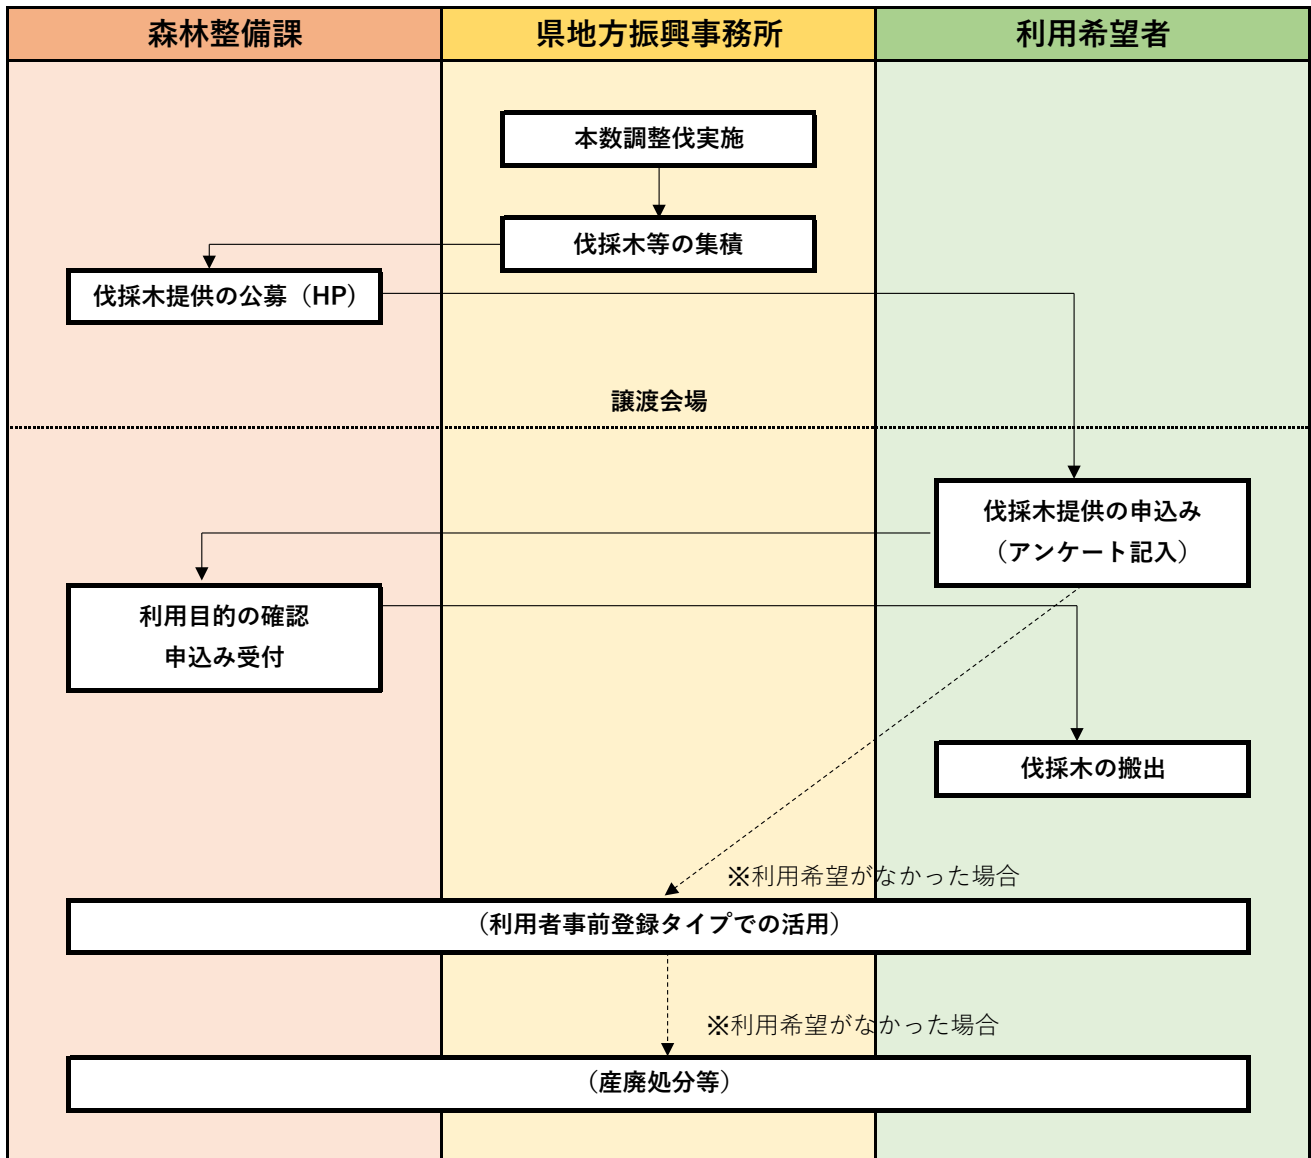 森林整備課
県地方振興事務所
利用希望者
本数調整伐実施
伐採木等の集積
伐採木提供の公募（HP）
譲渡会場
伐採木提供の申込み
（アンケート記入）
利用目的の確認
申込み受付
伐採木の搬出
※利用希望がなかった場合
（利用者事前登録タイプでの活用）
※利用希望がなかった場合
（産廃処分等）